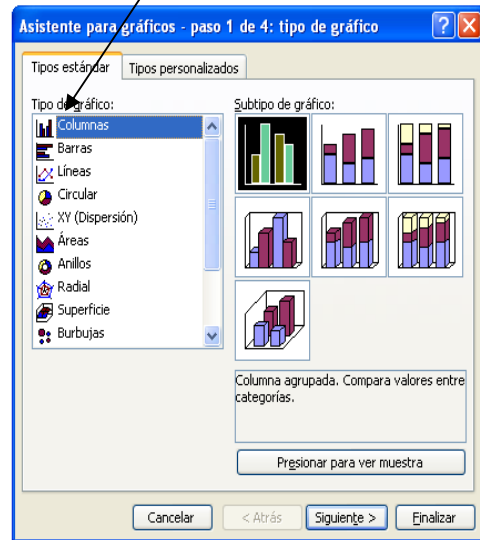 Asistente para gráficos - paso 1 de 4: tipo de gráfico
Tipos estándar
Tipos personalizados
Tipo de gráfico:
Columnas
Barras
Líneas
Circular
XY (Dispersión)
Áreas
Anillos
Radial
Superficie
Burbujas
Subtipo de gráfico:
Columna agrupada. Compara valores entre
categorías.
Presionar para ver muestra
Cancelar
< Atrás
Siguiente >
Finalizar